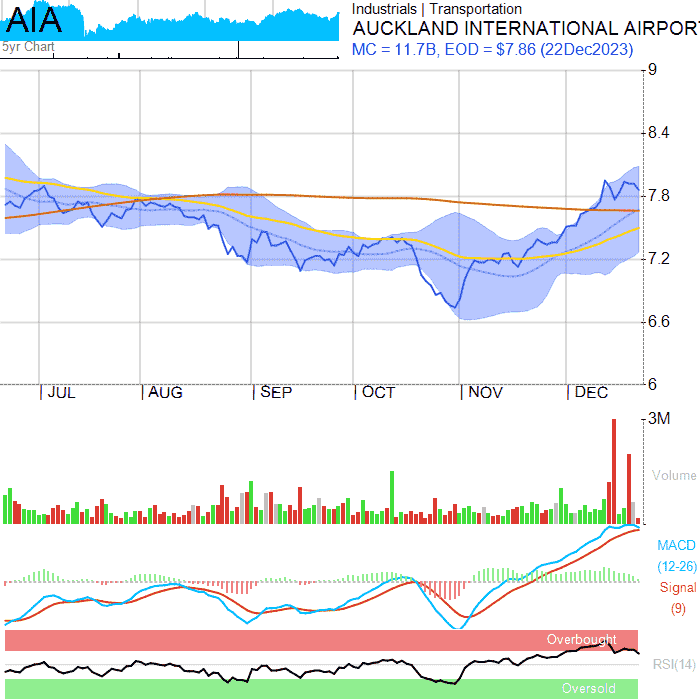 AIA
5yr Chart
Industrials | Transportation
AUCKLAND INTERNATIONAL AIRPOR
MC = 11.7B, EOD = $7.86 (22Dec2023)
9
8.4
7.8
7.2
6.6
6
JUL AUG SEP OCT NOV DEC
3M
Volume
MACD
(12-26)
Signal
(9)
Overbought
RSI(14)
Oversold